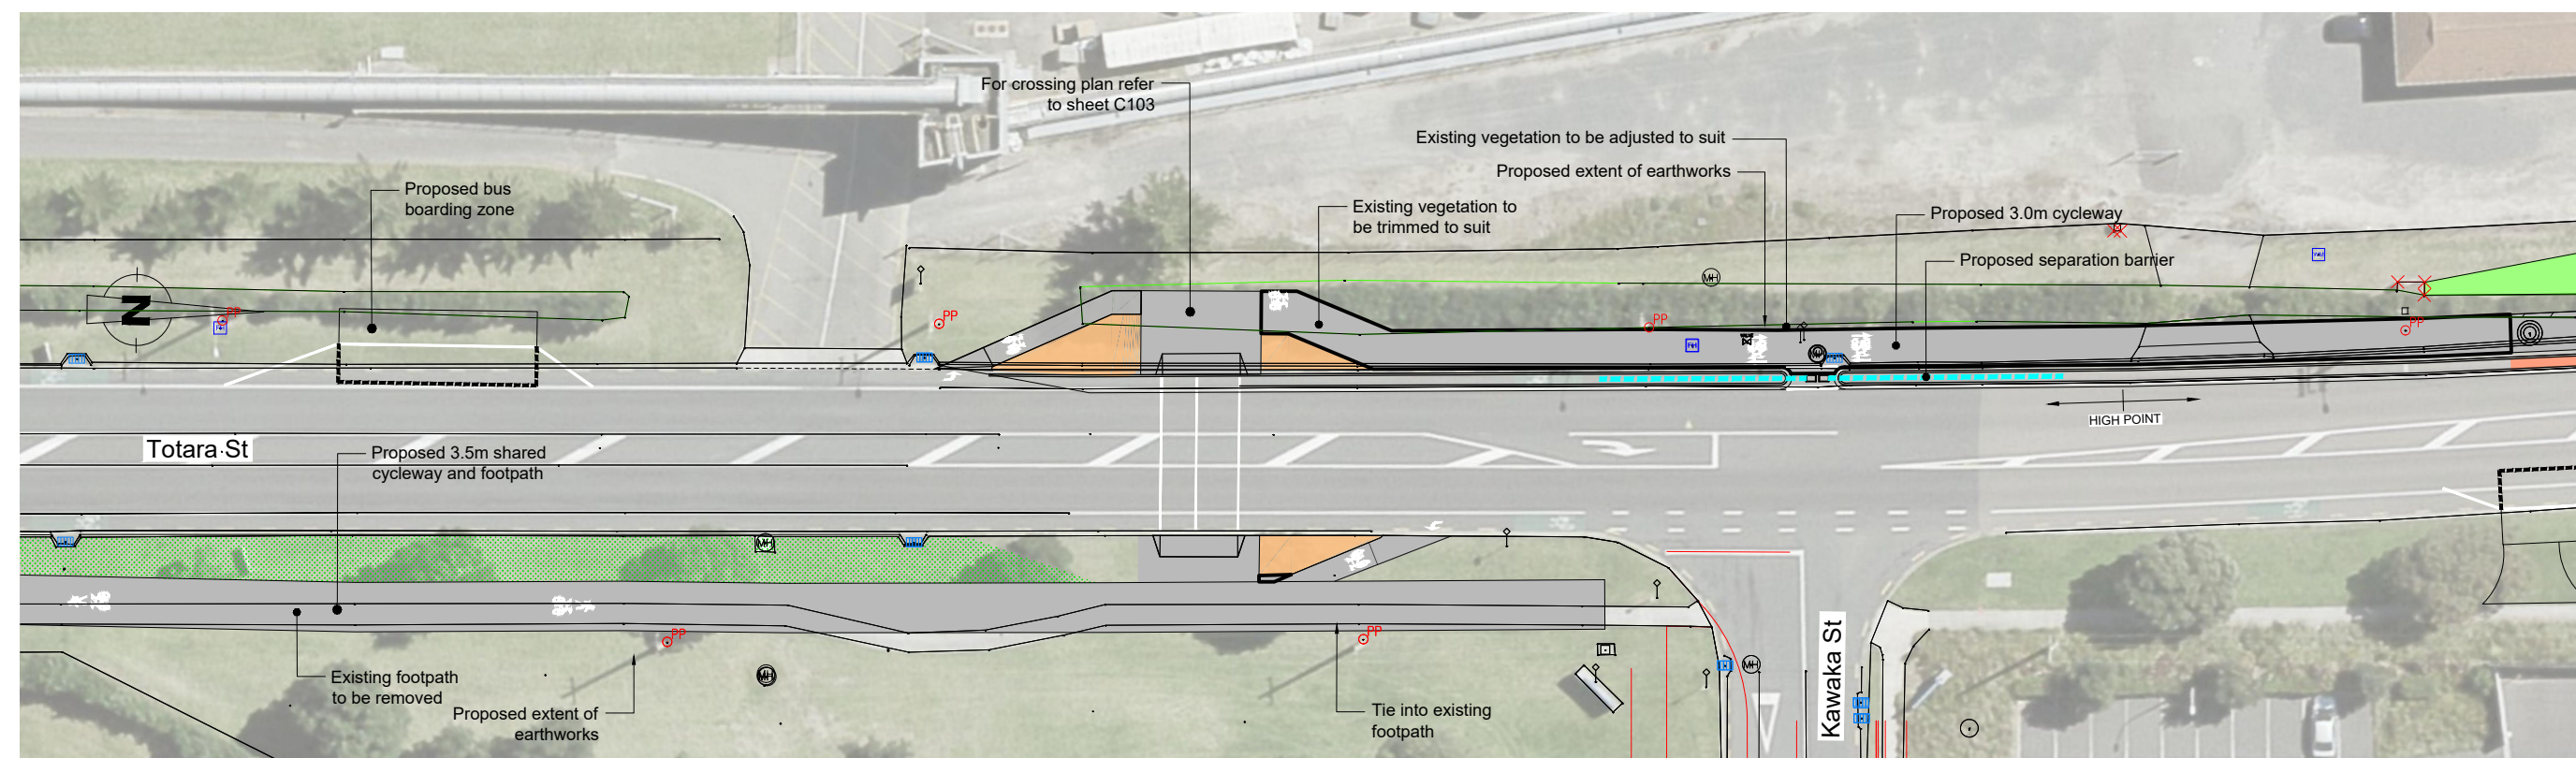 For crossing plan refer
to sheet C103
Existing vegetation to be adjusted to suit
Proposed extent of earthworks
Proposed bus
boarding zone
Existing vegetation to
be trimmed to suit
Proposed 3.0m cycleway
Proposed separation barrier
N
PP
PP
PP
PP
MH
MH
HIGH POINT
Totara St
Proposed 3.5m shared
cycleway and footpath
MH
PP
PP
MH
MH
Existing footpath
to be removed
Proposed extent of
earthworks
Tie into existing
footpath
Kawaka St